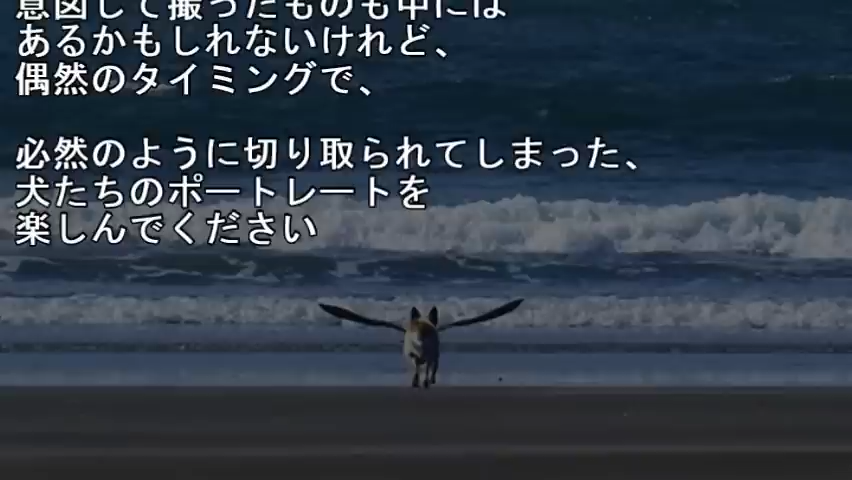 意図して撮ったものも中には
あるかもしれないけれど、
偶然のタイミングで、
必然のように切り取られてしまった、
犬たちのポートレートを
楽しんでください